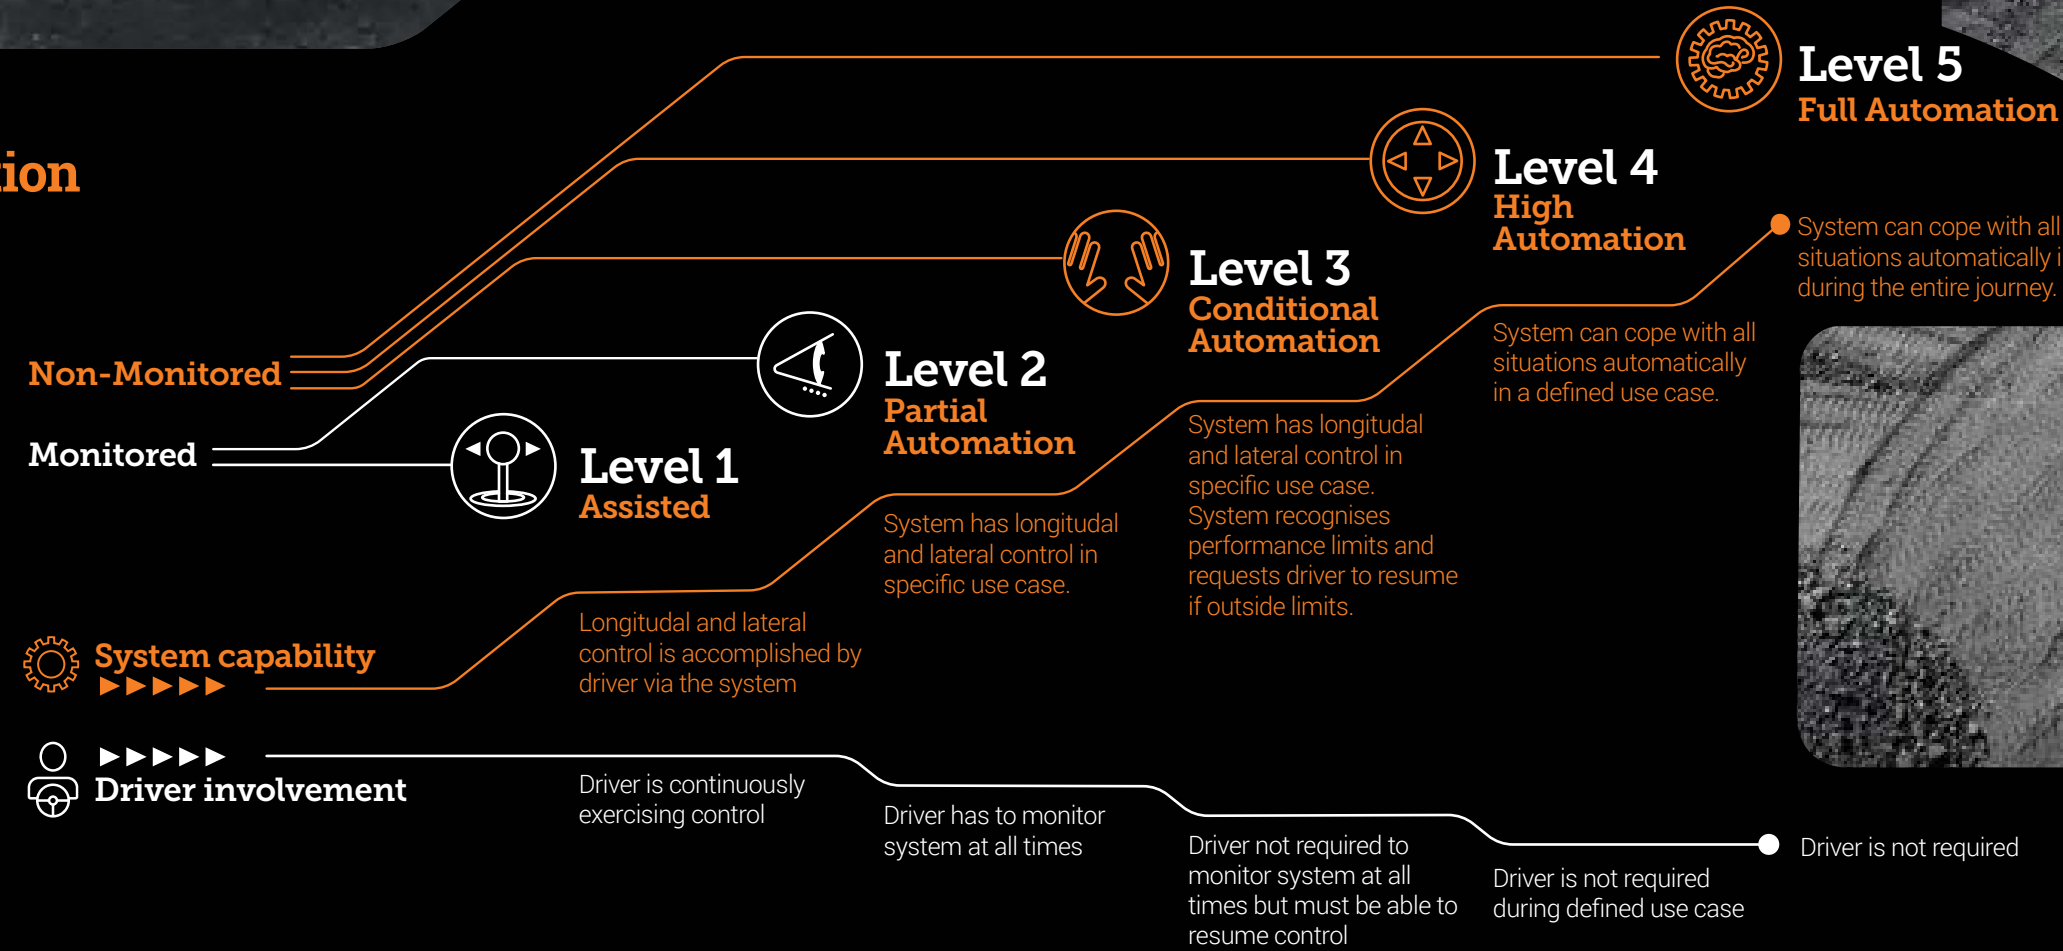 Level 5
Full Automation
Level 4
High
Automation
System can cope with all
situations automatically
during the entire journey.
Level 3
Conditional
Automation
System can cope with all
situations automatically
in a defined use case.
Non-Monitored
Level 2
Partial
Automation
System has longitudal
and lateral control in
specific use case.
System recognises
performance limits and
requests driver to resume
if outside limits.
Monitored
Level 1
Assisted
System has longitudal
and lateral control in
specific use case.
Longitudal and lateral
control is accomplished by
driver via the system
System capability
Driver involvement
Driver is continuously
exercising control
Driver has to monitor
system at all times
Driver not required to
monitor system at all
times but must be able to
resume control
Driver is not required
during defined use case
Driver is not required